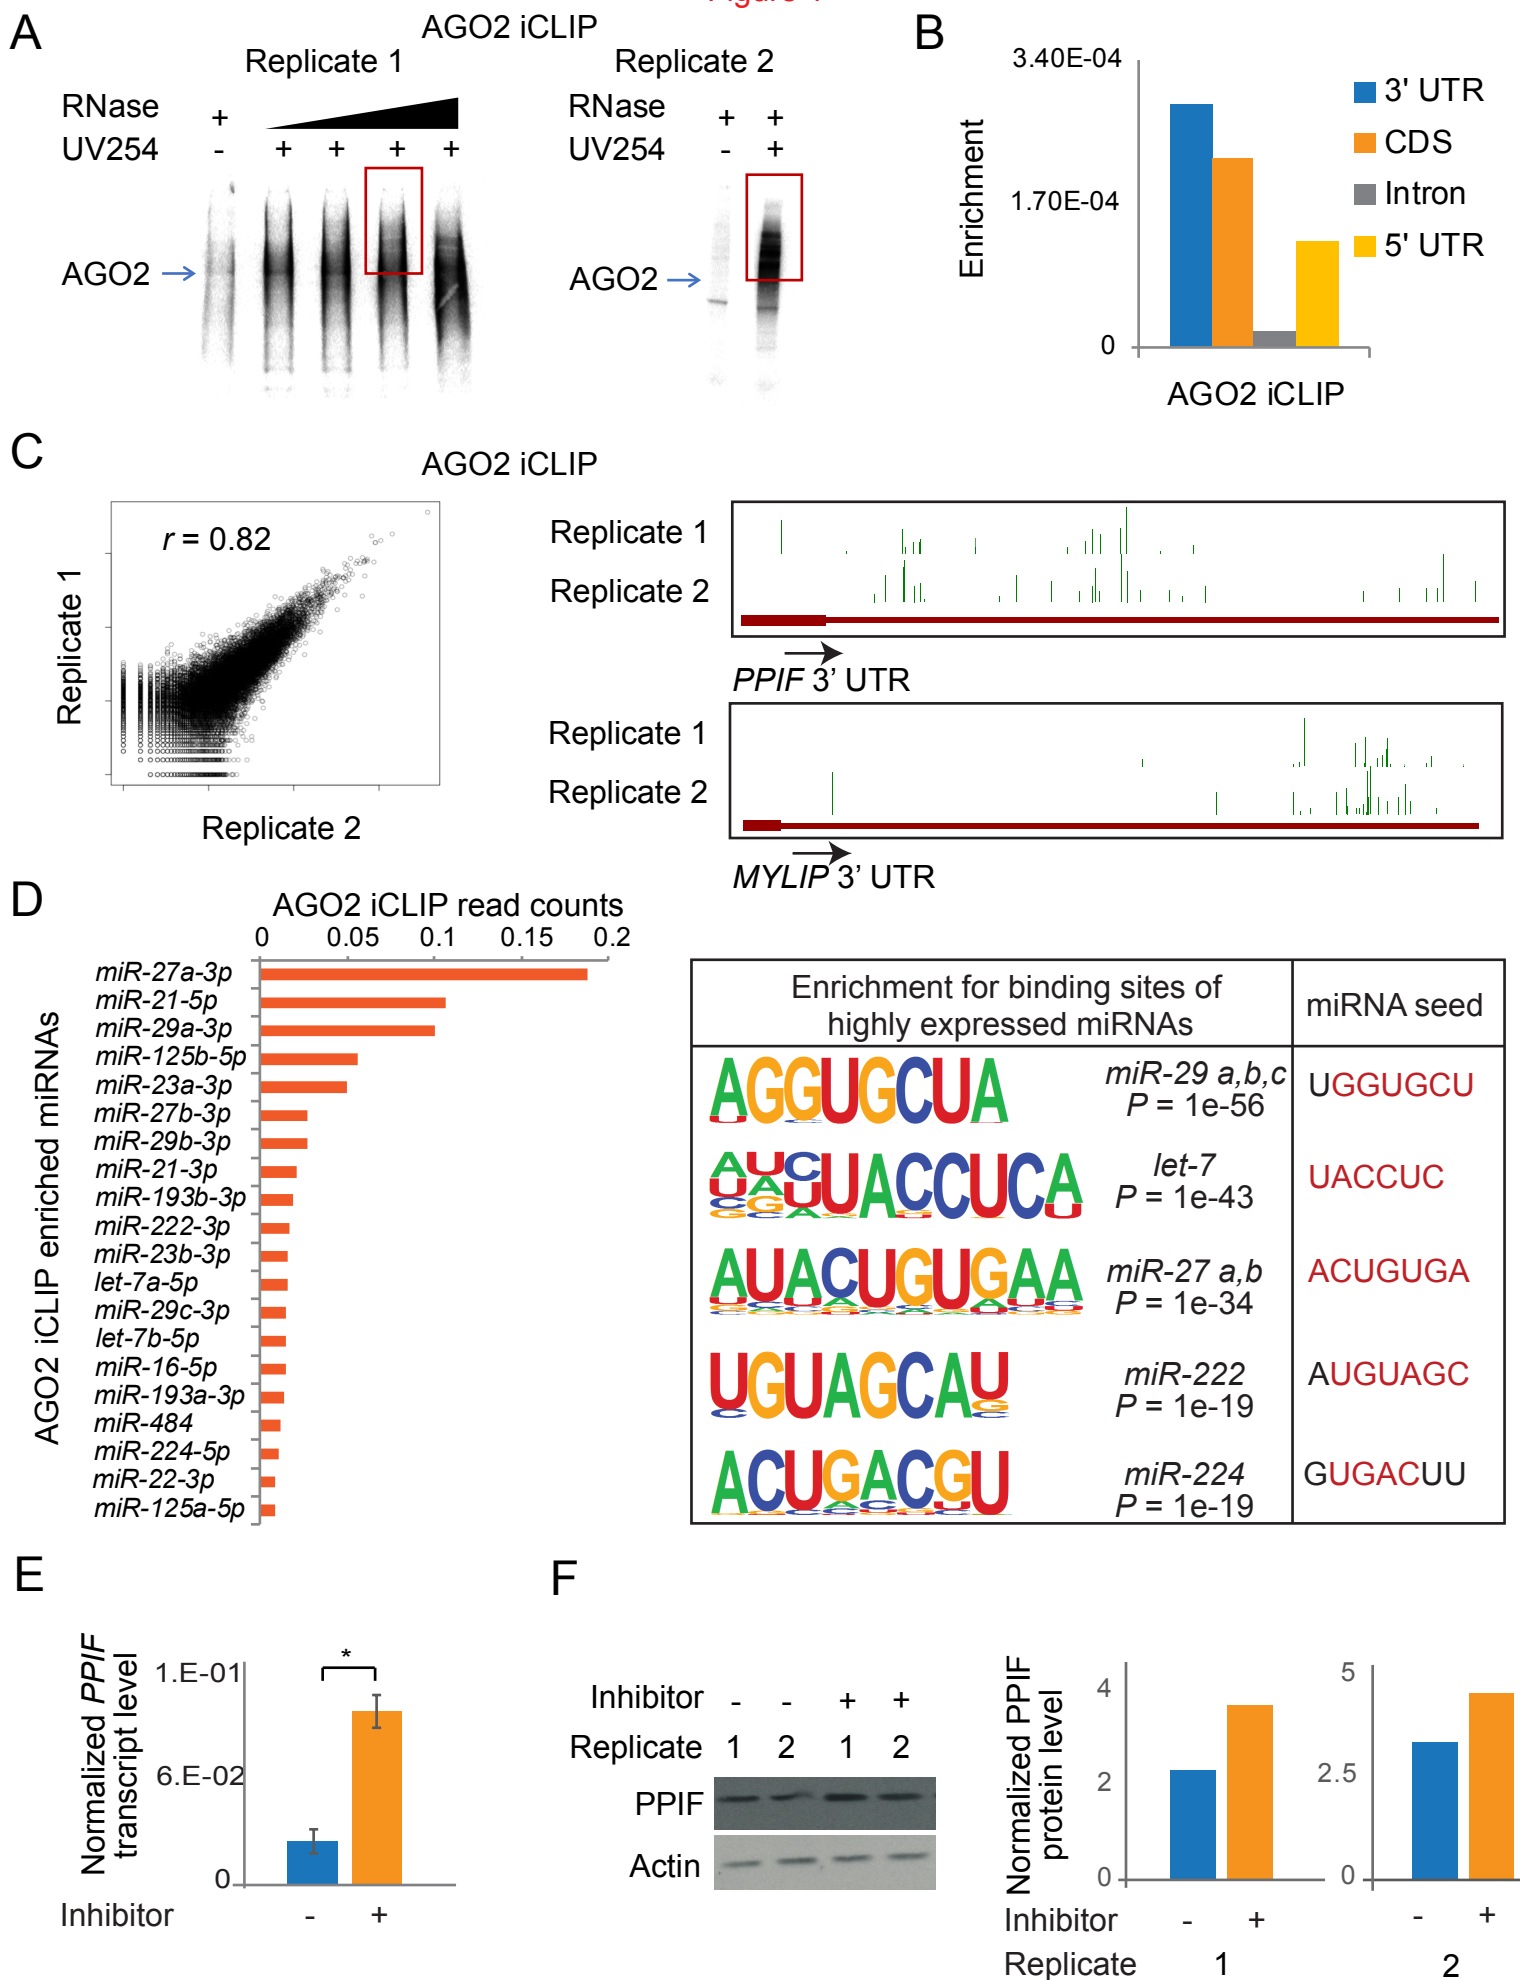 A
AGO2 iCLIP
Replicate 1
Replicate 2
RNase + +  +
UV254 - + + + + - +
AGO2
AGO2
B
3.40E-04
1.70E-04
0
Enrichment
3' UTR
CDS
Intron
5' UTR
AGO2 iCLIP
C
AGO2 iCLIP
r = 0.82
Replicate 1
Replicate 2
Replicate 1
Replicate 2
PPIF 3’ UTR
Replicate 1
Replicate 2
MYLIP 3’ UTR
D
AGO2 iCLIP read counts
0 0.05 0.1 0.15 0.2
AGO2 iCLIP enriched miRNAs
miR-27a-3p
miR-21-5p
miR-29a-3p
miR-125b-5p
miR-23a-3p
miR-27b-3p
miR-29b-3p
miR-21-3p
miR-193b-3p
miR-222-3p
miR-23b-3p
let-7a-5p
miR-29c-3p
let-7b-5p
miR-16-5p
miR-193a-3p
miR-484
miR-224-5p
miR-22-3p
miR-125a-5p
Enrichment for binding sites of
highly expressed miRNAs
miRNA seed
AGGUGCUA miR-29 a,b,c UGGUGCU
P = 1e-56
AUCUACCUCA let-7 UACCUC
P = 1e-43
AUACUGUGAA miR-27 a,b ACUGUGA
P = 1e-34
UGUAGCAU miR-222 AUGUAGC
P = 1e-19
ACUGACGU miR-224 GUGACUU
P = 1e-19
E
Normalized PPIF
transcript level
1.E-01
6.E-02
0
*
Inhibitor - +
F
Inhibitor - - + +
Replicate 1 2 1 2
PPIF
Actin
Normalized PPIF
protein level
4
2
0
5
2.5
0
Inhibitor - + - +
Replicate 1 2